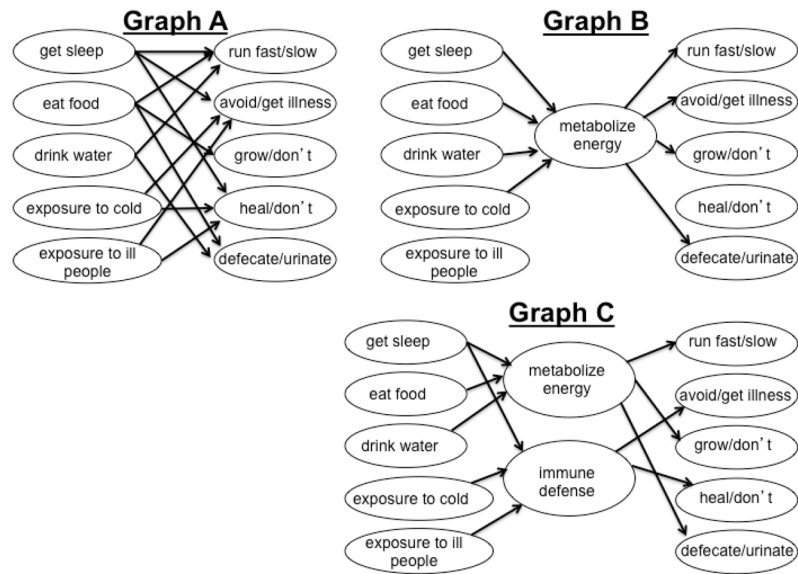 Graph A
get sleep
eat food
drink water
exposure to cold
exposure to ill
people
run fast/slow
avoid/get illness
grow/don't
heal/don't
defecate/urinate
Graph B
get sleep
eat food
drink water
exposure to cold
exposure to ill
people
metabolize
energy
run fast/slow
avoid/get illness
grow/don't
heal/don't
defecate/urinate
Graph C
get sleep
eat food
drink water
exposure to cold
exposure to ill
people
metabolize
energy
immune
defense
run fast/slow
avoid/get illness
grow/don't
heal/don't
defecate/urinate